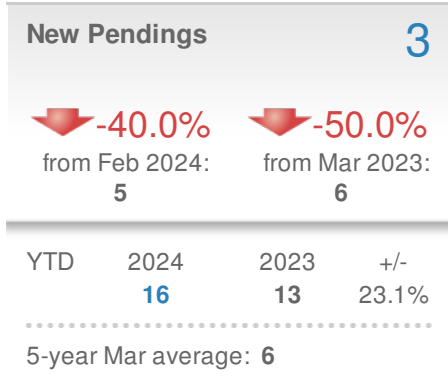 New Pendings 3
-40.0% -50.0%
from Feb 2024: from Mar 2023:
5 6
YTD 2024 2023 +/-
16 13 23.1%
5-year Mar average: 6